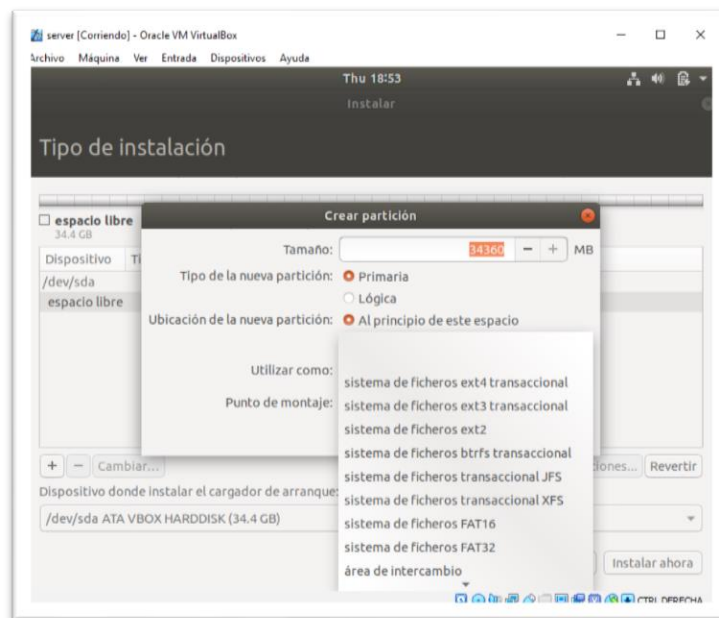 server [Corriendo] - Oracle VM VirtualBox
Archivo Máquina Ver Entrada Dispositivos Ayuda
Thu 18:53
Instalar
Tipo de instalación
espacio libre
34.4 GB
Crear partición
Tamaño: 34360 − + MB
Dispositivo
/dev/sda
espacio libre
Tipo de la nueva partición: Primaria
Lógica
Ubicación de la nueva partición: Al principio de este espacio
Utilizar como:
Punto de montaje:
sistema de ficheros ext4 transaccional
sistema de ficheros ext3 transaccional
sistema de ficheros ext2
sistema de ficheros btrfs transaccional
sistema de ficheros transaccional JFS
sistema de ficheros transaccional XFS
sistema de ficheros FAT16
sistema de ficheros FAT32
área de intercambio
+ − Cambiar... Revertir
Dispositivo donde instalar el cargador de arranque:
/dev/sda ATA VBOX HARDDISK (34.4 GB)
Instalar ahora
CTRL DERECHA